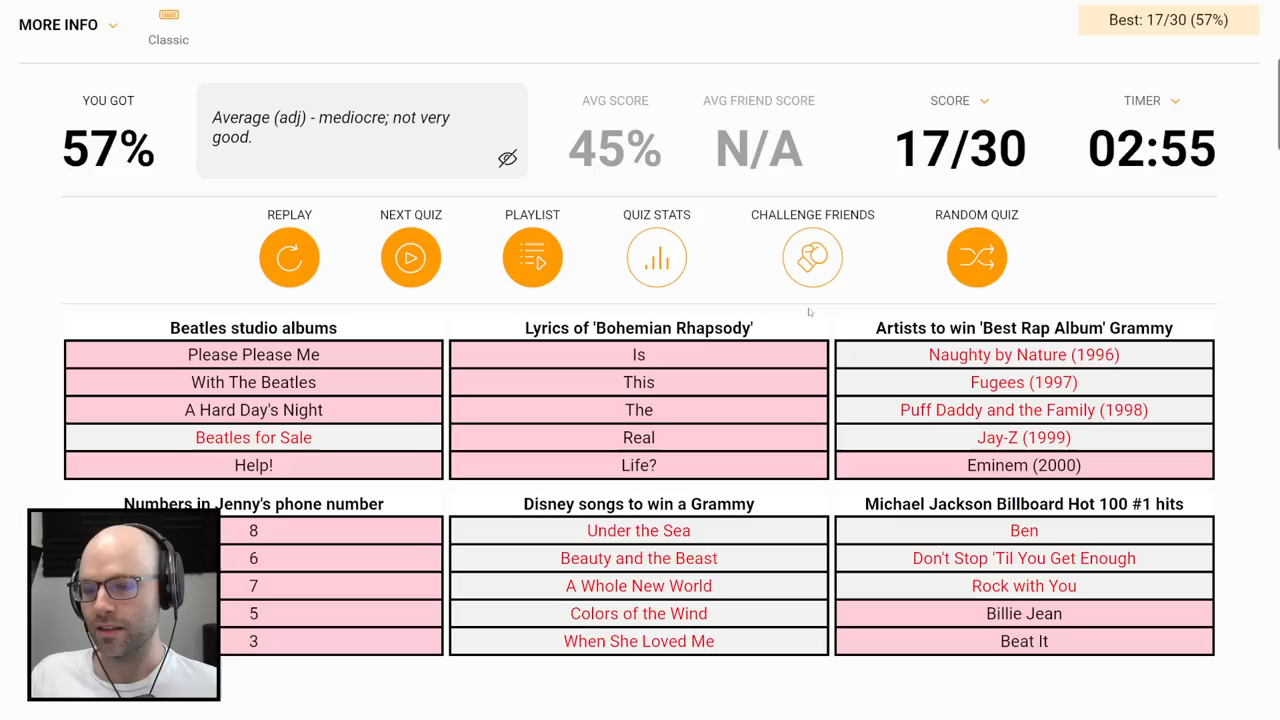 MORE INFO
Classic
Best: 17/30 (57%)
YOU GOT
57%
Average (adj) - mediocre; not very
good.
AVG SCORE
45%
AVG FRIEND SCORE
N/A
SCORE
17/30
TIMER
02:55
REPLAY
NEXT QUIZ
PLAYLIST
QUIZ STATS
CHALLENGE FRIENDS
RANDOM QUIZ
Beatles studio albums
Please Please Me
With The Beatles
A Hard Day's Night
Beatles for Sale
Help!
Lyrics of 'Bohemian Rhapsody'
Is
This
The
Real
Life?
Artists to win 'Best Rap Album' Grammy
Naughty by Nature (1996)
Fugees (1997)
Puff Daddy and the Family (1998)
Jay-Z (1999)
Eminem (2000)
Numbers in Jenny's phone number
8
6
7
5
3
Disney songs to win a Grammy
Under the Sea
Beauty and the Beast
A Whole New World
Colors of the Wind
When She Loved Me
Michael Jackson Billboard Hot 100 #1 hits
Ben
Don't Stop 'Til You Get Enough
Rock with You
Billie Jean
Beat It